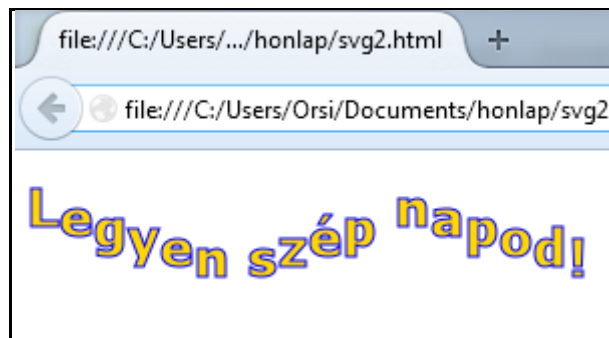 file:///C:/Users/.../honlap/svg2.html +
file:///C:/Users/Orsi/Documents/honlap/svg2
Legyen szép napod!